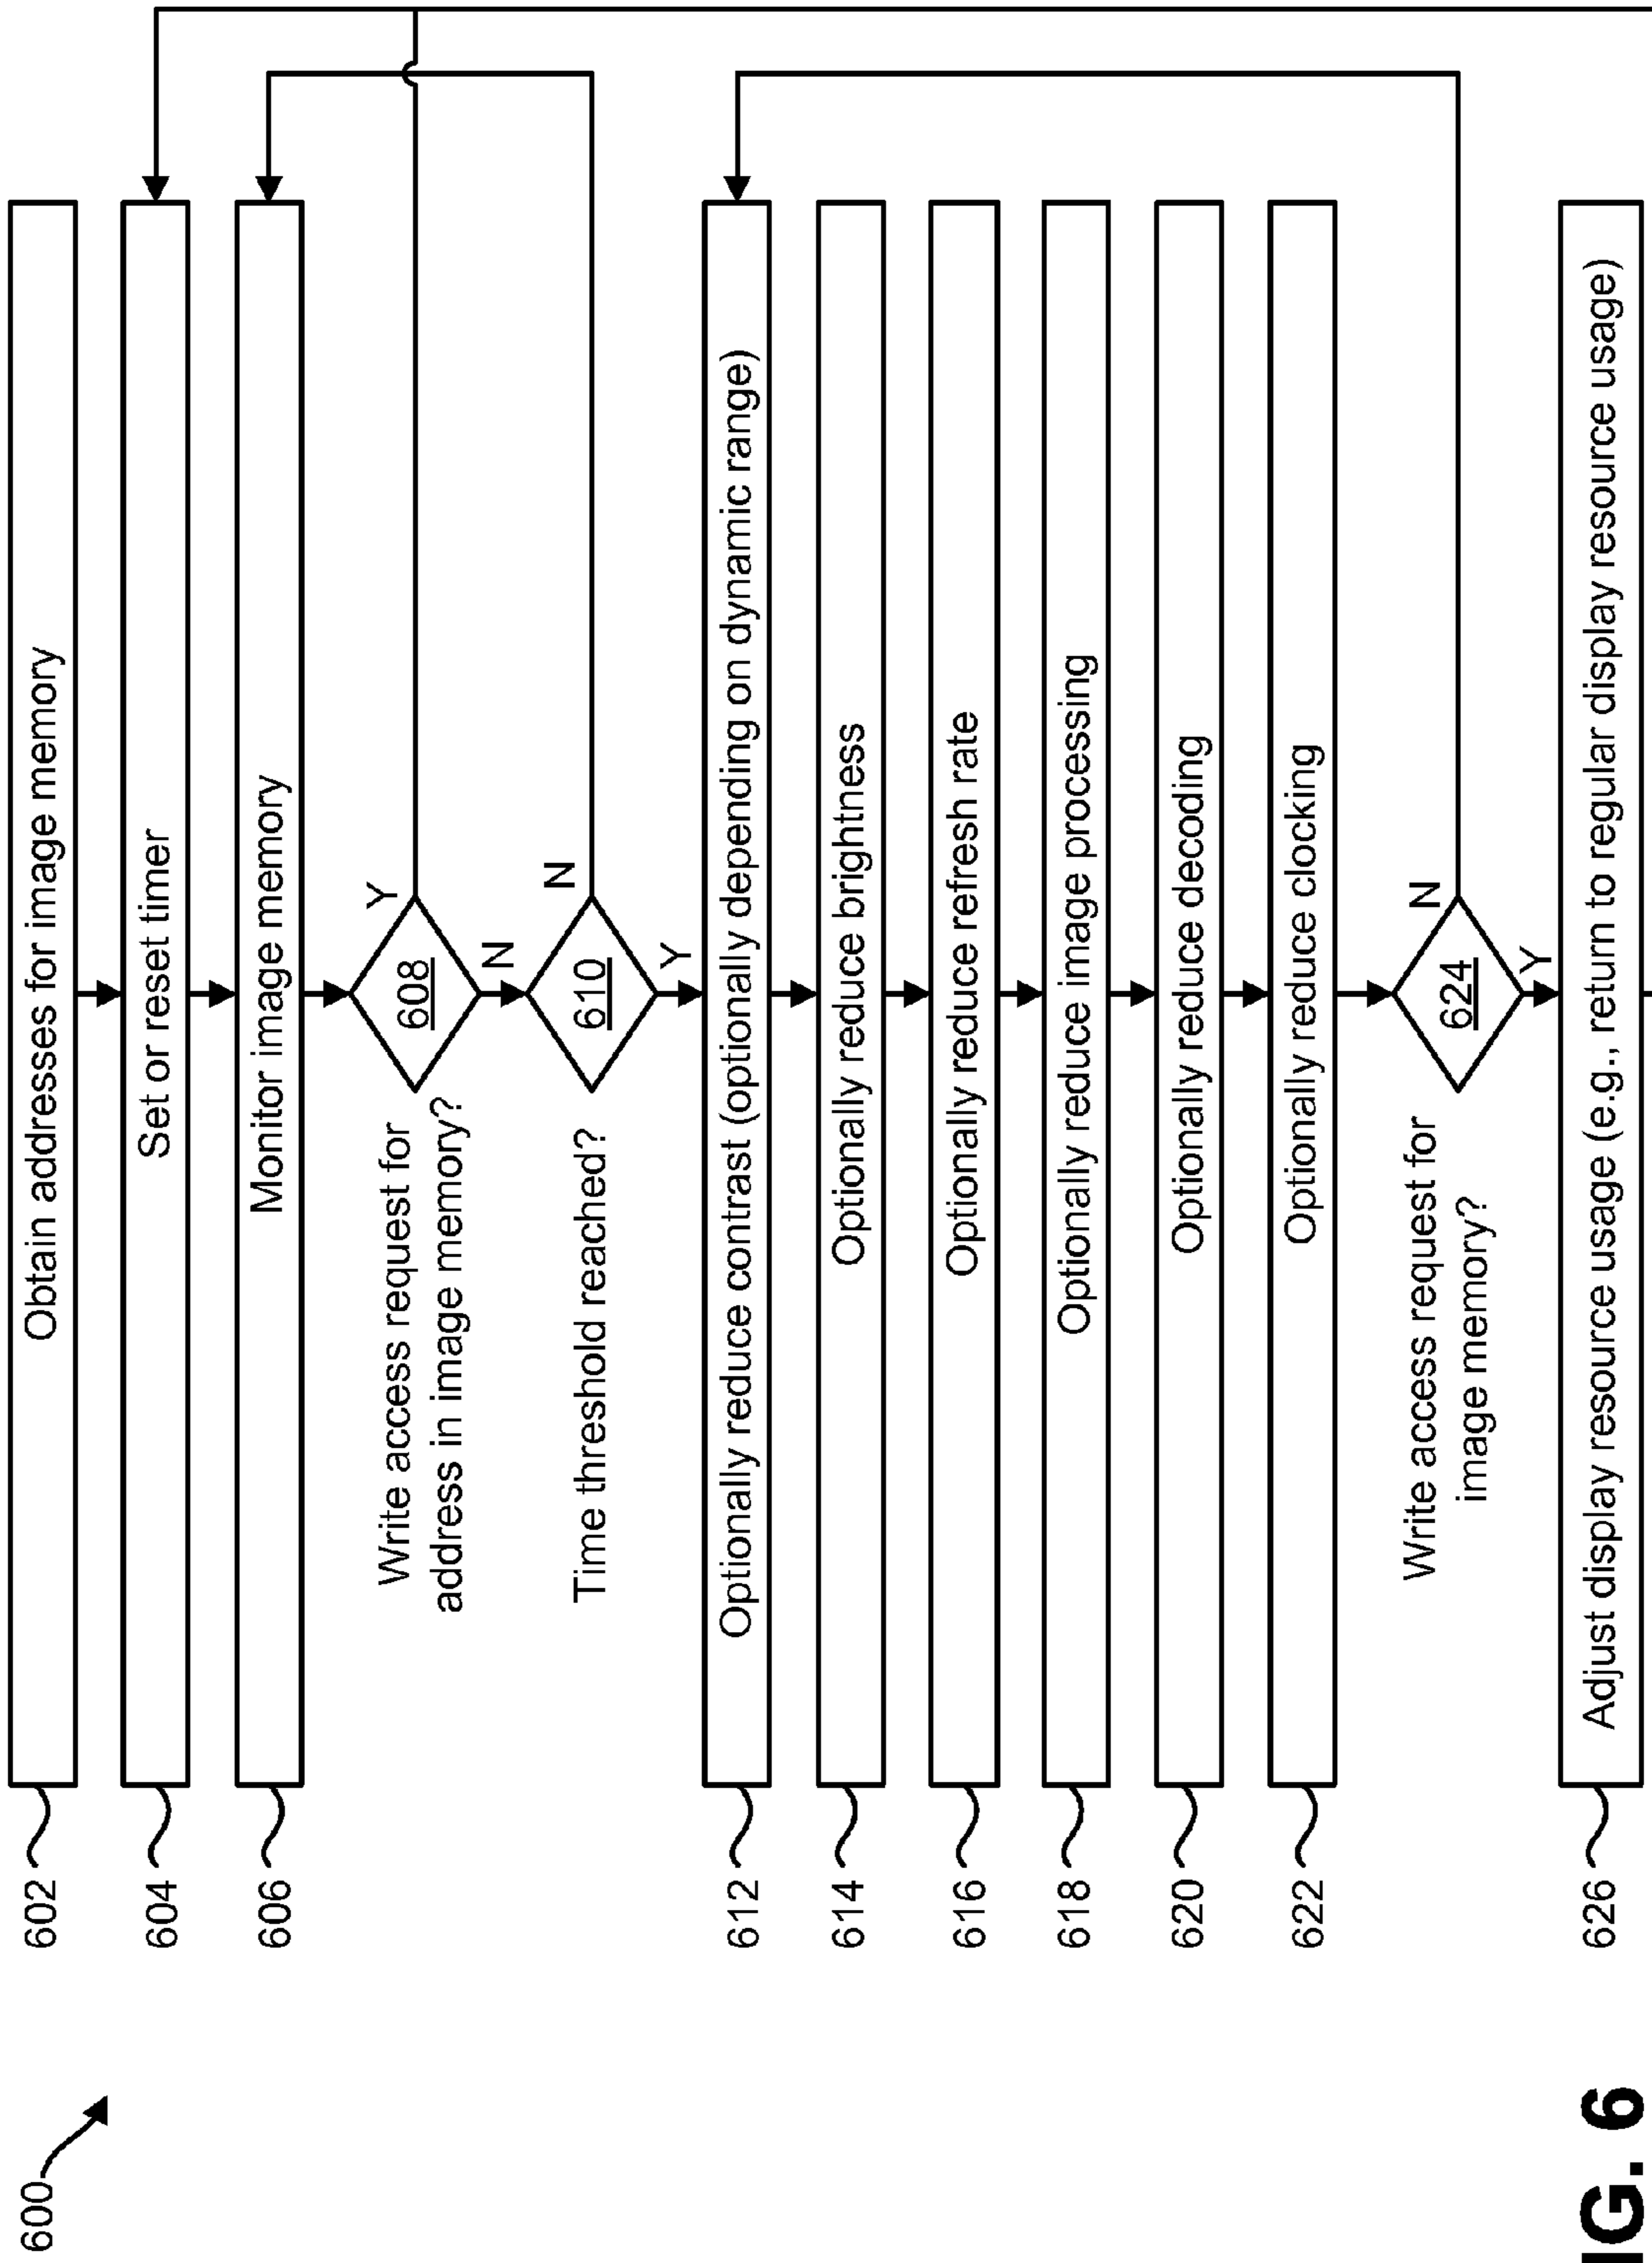 600
602
Obtain addresses for image memory
604
Set or reset timer
606
Monitor image memory
Write access request for
address in image memory?
608
Y
N
Time threshold reached?
610
N
Y
612
Optionally reduce contrast (optionally depending on dynamic range)
614
Optionally reduce brightness
616
Optionally reduce refresh rate
618
Optionally reduce image processing
620
Optionally reduce decoding
622
Optionally reduce clocking
Write access request for
image memory?
624
N
Y
626
Adjust display resource usage (e.g., return to regular display resource usage)
IG. 6